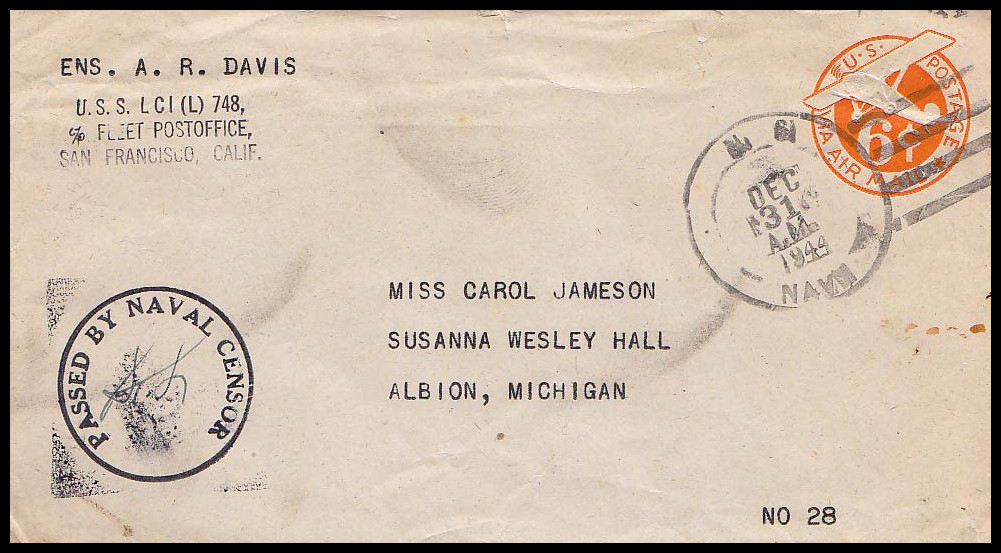 ENS. A. R. DAVIS
U.S.S. LCI(L) 748,
c/o FLEET POSTOFFICE,
SAN FRANCISCO, CALIF.
U.S. POSTAGE
6¢
VIA AIR MAIL
DEC
31
A.M.
1944
NAVY
PASSED BY NAVAL CENSOR
MISS CAROL JAMESON
SUSANNA WESLEY HALL
ALBION, MICHIGAN
NO 28